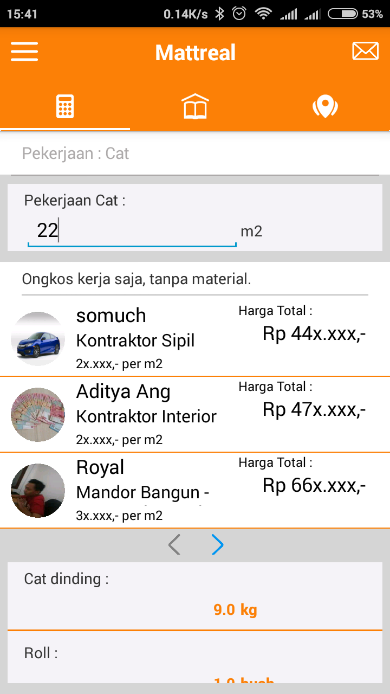 15:41
0.14K/s
53%
Mattreal
Pekerjaan : Cat
Pekerjaan Cat :
22 m2
Ongkos kerja saja, tanpa material.
somuch
Kontraktor Sipil
2x.xxx,- per m2
Harga Total :
Rp 44x.xxx,-
Aditya Ang
Kontraktor Interior
2x.xxx,- per m2
Harga Total :
Rp 47x.xxx,-
Royal
Mandor Bangun -
3x.xxx,- per m2
Harga Total :
Rp 66x.xxx,-
Cat dinding :
9.0 kg
Roll :
1.0 buah